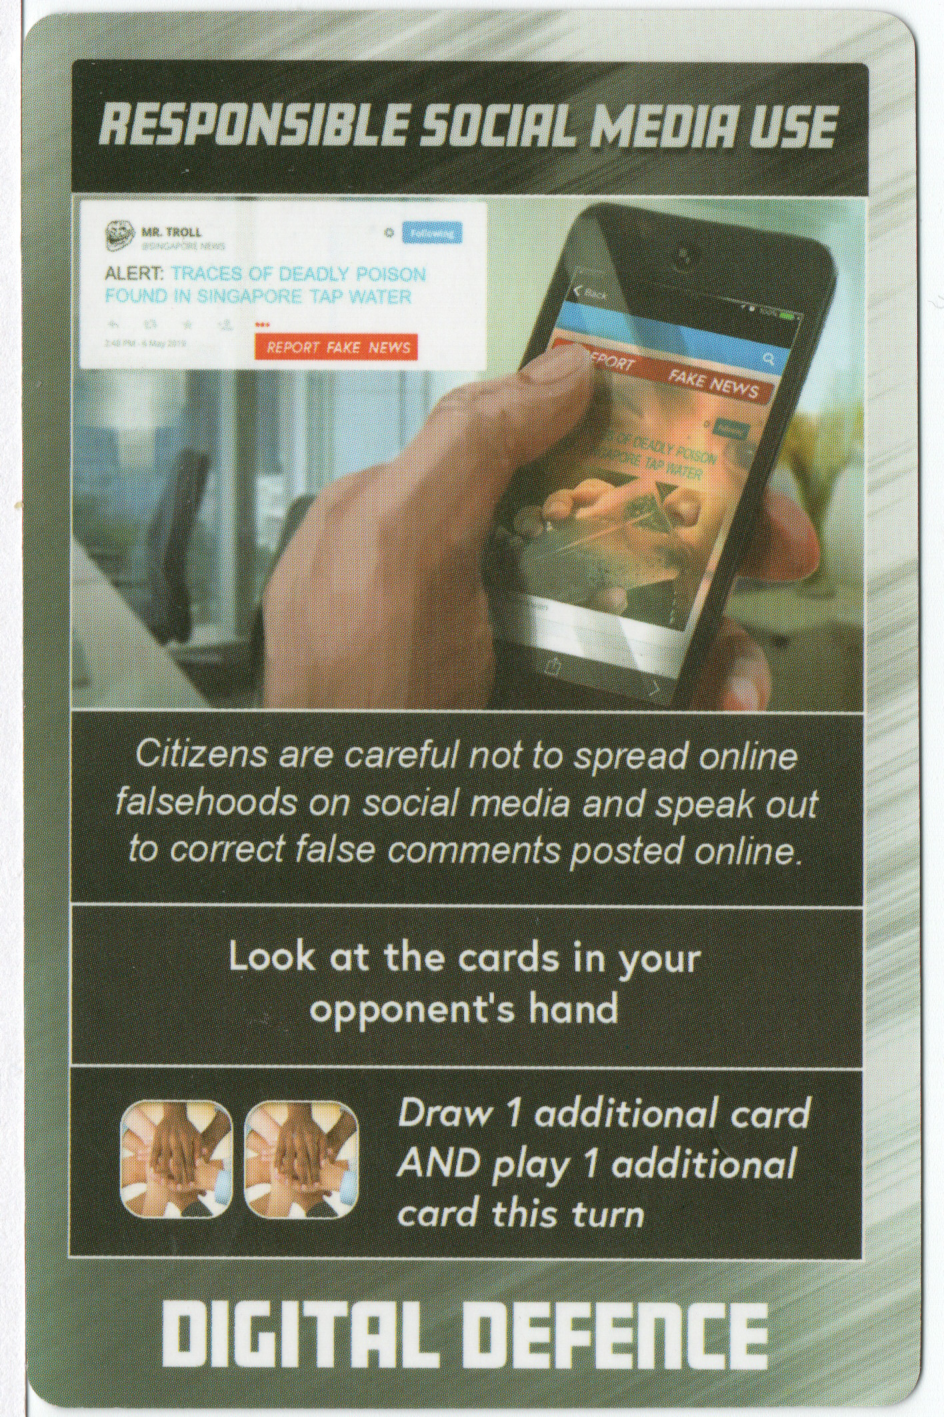 RESPONSIBLE SOCIAL MEDIA USE
MR. TROLL
@SINGAPORE NEWS
Following
ALERT: TRACES OF DEADLY POISON
FOUND IN SINGAPORE TAP WATER
2:48 PM - 6 May 2019
REPORT FAKE NEWS
Back
100%
EPORT FAKE NEWS
S OF DEADLY POISON
GAPORE TAP WATER
Citizens are careful not to spread online
falsehoods on social media and speak out
to correct false comments posted online.
Look at the cards in your
opponent's hand
Draw 1 additional card
AND play 1 additional
card this turn
DIGITAL DEFENCE